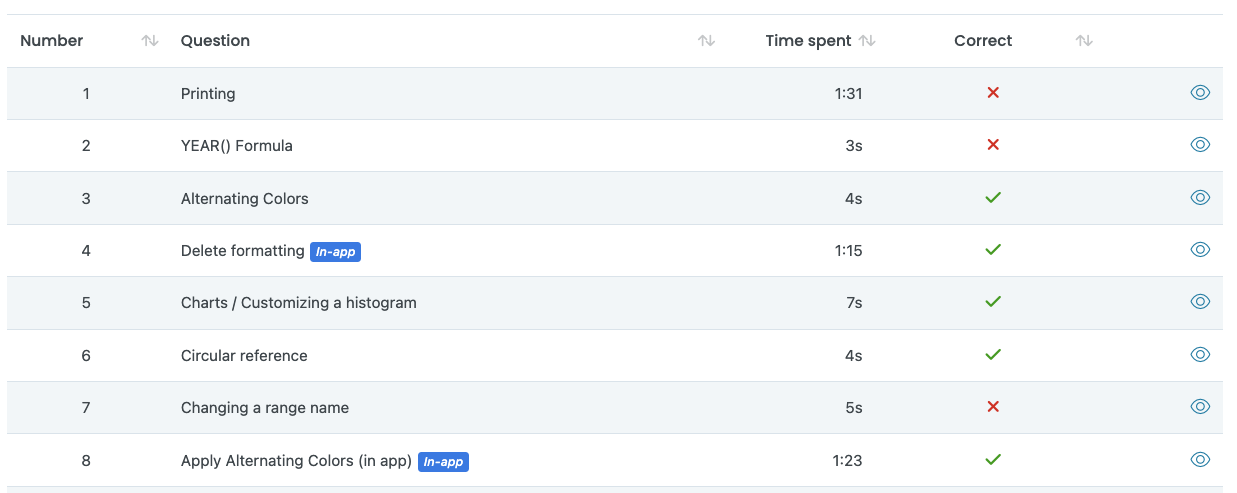 Number Question Time spent Correct
1 Printing 1:31
2 YEAR() Formula 3s
3 Alternating Colors 4s
4 Delete formatting In-app 1:15
5 Charts / Customizing a histogram 7s
6 Circular reference 4s
7 Changing a range name 5s
8 Apply Alternating Colors (in app) In-app 1:23